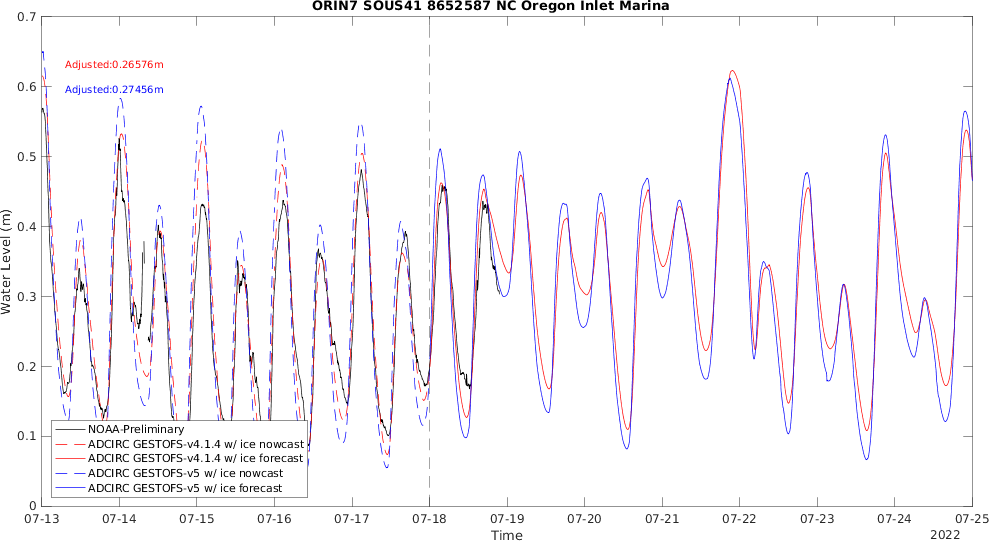 ORIN7 SOUS41 8652587 NC Oregon Inlet Marina
Water Level (m)
0.7
0.6
0.5
0.4
0.3
0.2
0.1
0
Adjusted:0.26576m
Adjusted:0.27456m
NOAA-Preliminary
ADCIRC GESTOFS-v4.1.4 w/ ice nowcast
ADCIRC GESTOFS-v4.1.4 w/ ice forecast
ADCIRC GESTOFS-v5 w/ ice nowcast
ADCIRC GESTOFS-v5 w/ ice forecast
07-13 07-14 07-15 07-16 07-17 07-18 07-19 07-20 07-21 07-22 07-23 07-24 07-25
Time
2022